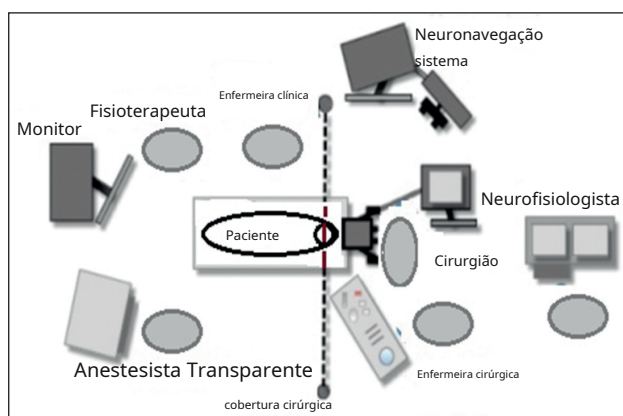 Neuronavegação
sistema
Enfermeira clínica
Fisioterapeuta
Monitor
Neurofisiologista
Paciente
Cirurgião
Anestesista Transparente
Enfermeira cirúrgica
cobertura cirúrgica